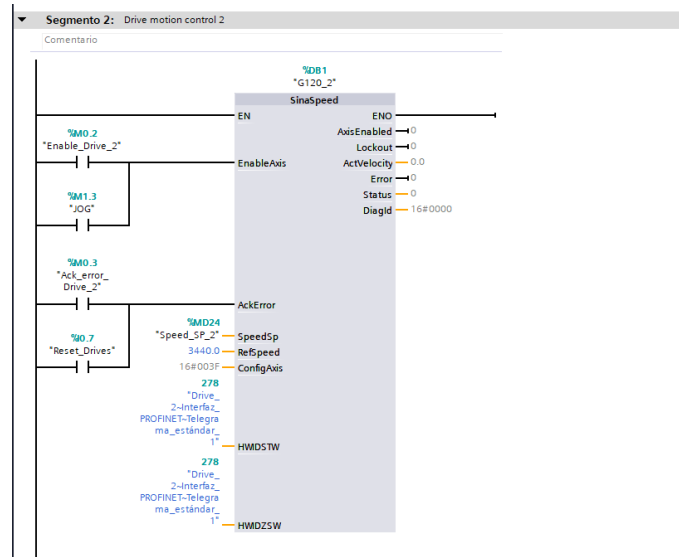 Segmento 2: Drive motion control 2
Comentario
%DB1
"G120_2"
SinaSpeed
EN ENO
AxisEnabled 0
%M0.2
"Enable_Drive_2"
Lockout 0
EnableAxis ActVelocity 0.0
Error 0
%M1.3
"JOG"
Status 0
DiagId 16#0000
%M0.3
"Ack_error_
Drive_2"
AckError
%MD24
"Speed_SP_2" SpeedSp
%I0.7
"Reset_Drives"
3440.0 RefSpeed
16#003F ConfigAxis
278
"Drive_
2~Interfaz_
PROFINET~Telegra
ma_estándar_
1" HWIDSTW
278
"Drive_
2~Interfaz_
PROFINET~Telegra
ma_estándar_
1" HWIDZSW